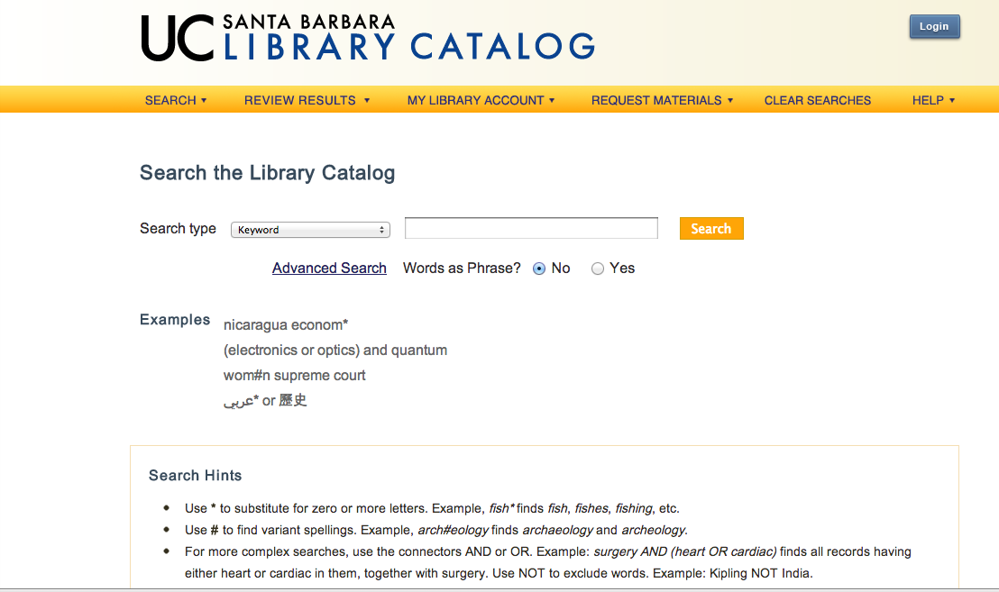 UC SANTA BARBARA
LIBRARY CATALOG
Login
SEARCH REVIEW RESULTS MY LIBRARY ACCOUNT REQUEST MATERIALS CLEAR SEARCHES HELP
Search the Library Catalog
Search type Keyword Search
Advanced Search Words as Phrase? No Yes
Examples
nicaragua econom*
(electronics or optics) and quantum
wom#n supreme court
عربي* or 歷史
Search Hints
Use * to substitute for zero or more letters. Example, fish* finds fish, fishes, fishing, etc.
Use # to find variant spellings. Example, arch#eology finds archaeology and archeology.
For more complex searches, use the connectors AND or OR. Example: surgery AND (heart OR cardiac) finds all records having
either heart or cardiac in them, together with surgery. Use NOT to exclude words. Example: Kipling NOT India.